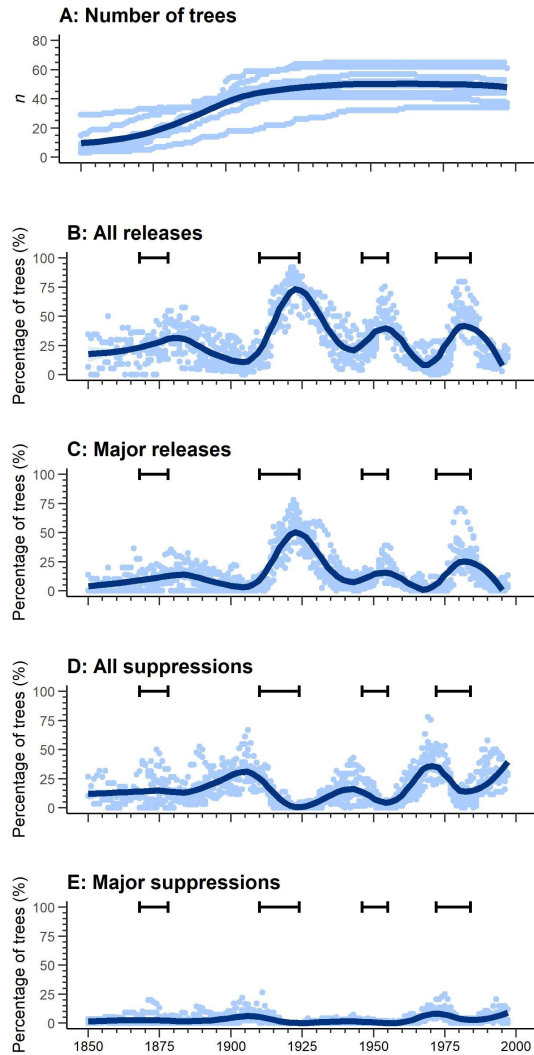 A: Number of trees
80
60
40
20
0
n
B: All releases
100
75
50
25
0
Percentage of trees (%)
C: Major releases
100
75
50
25
0
Percentage of trees (%)
D: All suppressions
100
75
50
25
0
Percentage of trees (%)
E: Major suppressions
100
75
50
25
0
Percentage of trees (%)
1850 1875 1900 1925 1950 1975 2000